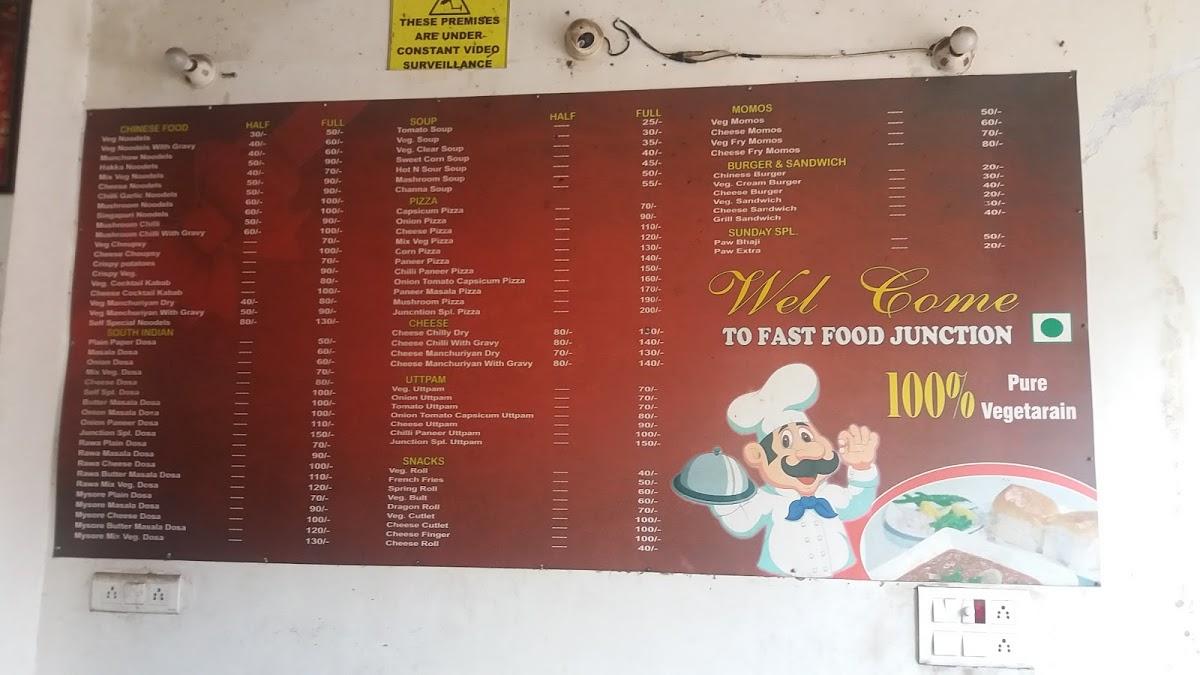 THESE PREMISES
ARE UNDER
CONSTANT VIDEO
SURVEILLANCE
CHINESE FOOD HALF FULL
Veg Noodels 30/- 50/-
Veg Noodels With Gravy 40/- 60/-
Munchow Noodels 40/- 60/-
Hakka Noodels 50/- 90/-
Mix Veg Noodels 40/- 70/-
Cheese Noodels 50/- 90/-
Chilli Garlic Noodels 50/- 90/-
Mushroom Noodels 60/- 100/-
Singapuri Noodels 60/- 100/-
Mushroom Chilli 50/- 90/-
Mushroom Chilli With Gravy 60/- 100/-
Veg Choupsy — 70/-
Cheese Choupsy — 100/-
Crispy potatoes — 70/-
Crispy Veg. — 90/-
Veg. Cocktail Kabab — 80/-
Cheese Cocktail Kabab — 100/-
Veg Manchuriyan Dry 40/- 80/-
Veg Manchuriyan With Gravy 50/- 90/-
Self Special Noodels 80/- 130/-
SOUTH INDIAN
Plain Paper Dosa — 50/-
Masala Dosa — 60/-
Onion Dosa — 60/-
Mix Veg. Dosa — 70/-
Cheese Dosa — 80/-
Self Spl. Dosa — 100/-
Butter Masala Dosa — 100/-
Onion Masala Dosa — 100/-
Onion Paneer Dosa — 110/-
Junction Spl. Dosa — 150/-
Rawa Plain Dosa — 70/-
Rawa Masala Dosa — 90/-
Rawa Cheese Dosa — 100/-
Rawa Butter Masala Dosa — 110/-
Rawa Mix Veg. Dosa — 120/-
Mysore Plain Dosa — 70/-
Mysore Masala Dosa — 90/-
Mysore Cheese Dosa — 100/-
Mysore Butter Masala Dosa — 120/-
Mysore Mix Veg. Dosa — 130/-
SOUP HALF FULL
Tomato Soup — 25/-
Veg. Soup — 30/-
Veg. Clear Soup — 35/-
Sweet Corn Soup — 40/-
Hot N Sour Soup — 45/-
Mashroom Soup — 50/-
Channa Soup — 55/-
PIZZA
Capsicum Pizza — 70/-
Onion Pizza — 90/-
Cheese Pizza — 110/-
Mix Veg Pizza — 120/-
Corn Pizza — 130/-
Paneer Pizza — 140/-
Chilli Paneer Pizza — 150/-
Onion Tomato Capsicum Pizza — 160/-
Paneer Masala Pizza — 170/-
Mushroom Pizza — 190/-
Juncntion Spl. Pizza — 200/-
CHEESE
Cheese Chilly Dry 80/- 130/-
Cheese Chilli With Gravy 80/- 140/-
Cheese Manchuriyan Dry 70/- 130/-
Cheese Manchuriyan With Gravy 80/- 140/-
UTTPAM
Veg. Uttpam — 70/-
Onion Uttpam — 70/-
Tomato Uttpam — 70/-
Onion Tomato Capsicum Uttpam — 80/-
Cheese Uttpam — 90/-
Chilli Paneer Uttpam — 100/-
Junction Spl. Uttpam — 150/-
SNACKS
Veg. Roll — 40/-
French Fries — 50/-
Spring Roll — 60/-
Veg. Bult — 60/-
Dragon Roll — 70/-
Veg. Cutlet — 100/-
Cheese Cutlet — 100/-
Cheese Finger — 100/-
Cheese Roll — 40/-
MOMOS
Veg Momos — 50/-
Cheese Momos — 60/-
Veg Fry Momos — 70/-
Cheese Fry Momos — 80/-
BURGER & SANDWICH
Chiness Burger — 20/-
Veg. Cream Burger — 30/-
Cheese Burger — 40/-
Veg. Sandwich — 20/-
Cheese Sandwich — 30/-
Grill Sandwich — 40/-
SUNDAY SPL.
Paw Bhaji — 50/-
Paw Extra — 20/-
Wel Come
TO FAST FOOD JUNCTION
100% Pure
Vegetarain